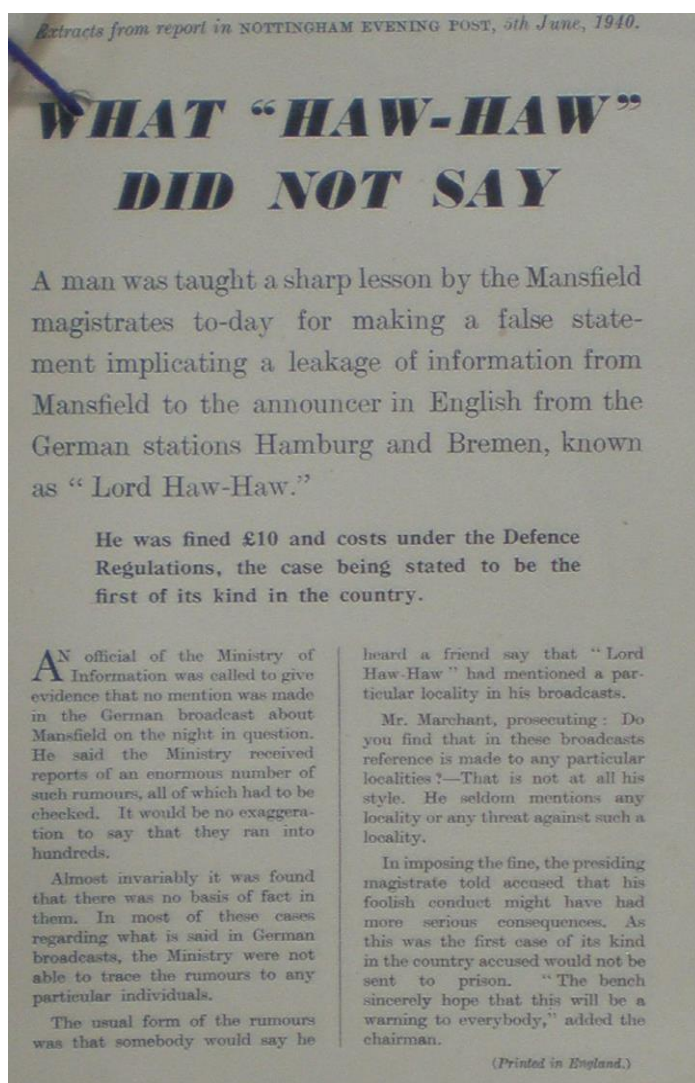 Extracts from report in NOTTINGHAM EVENING POST, 5th June, 1940.
WHAT “HAW-HAW”
DID NOT SAY
A man was taught a sharp lesson by the Mansfield
magistrates to-day for making a false state-
ment implicating a leakage of information from
Mansfield to the announcer in English from the
German stations Hamburg and Bremen, known
as “ Lord Haw-Haw.”
He was fined £10 and costs under the Defence
Regulations, the case being stated to be the
first of its kind in the country.
AN official of the Ministry of
Information was called to give
evidence that no mention was made
in the German broadcast about
Mansfield on the night in question.
He said the Ministry received
reports of an enormous number of
such rumours, all of which had to be
checked. It would be no exaggera-
tion to say that they ran into
hundreds.
Almost invariably it was found
that there was no basis of fact in
them. In most of these cases
regarding what is said in German
broadcasts, the Ministry were not
able to trace the rumours to any
particular individuals.
The usual form of the rumours
was that somebody would say he
heard a friend say that “ Lord
Haw-Haw ” had mentioned a par-
ticular locality in his broadcasts.
Mr. Marchant, prosecuting : Do
you find that in these broadcasts
reference is made to any particular
localities ?—That is not at all his
style. He seldom mentions any
locality or any threat against such a
locality.
In imposing the fine, the presiding
magistrate told accused that his
foolish conduct might have had
more serious consequences. As
this was the first case of its kind
in the country accused would not be
sent to prison. “ The bench
sincerely hope that this will be a
warning to everybody,” added the
chairman.
(Printed in England.)